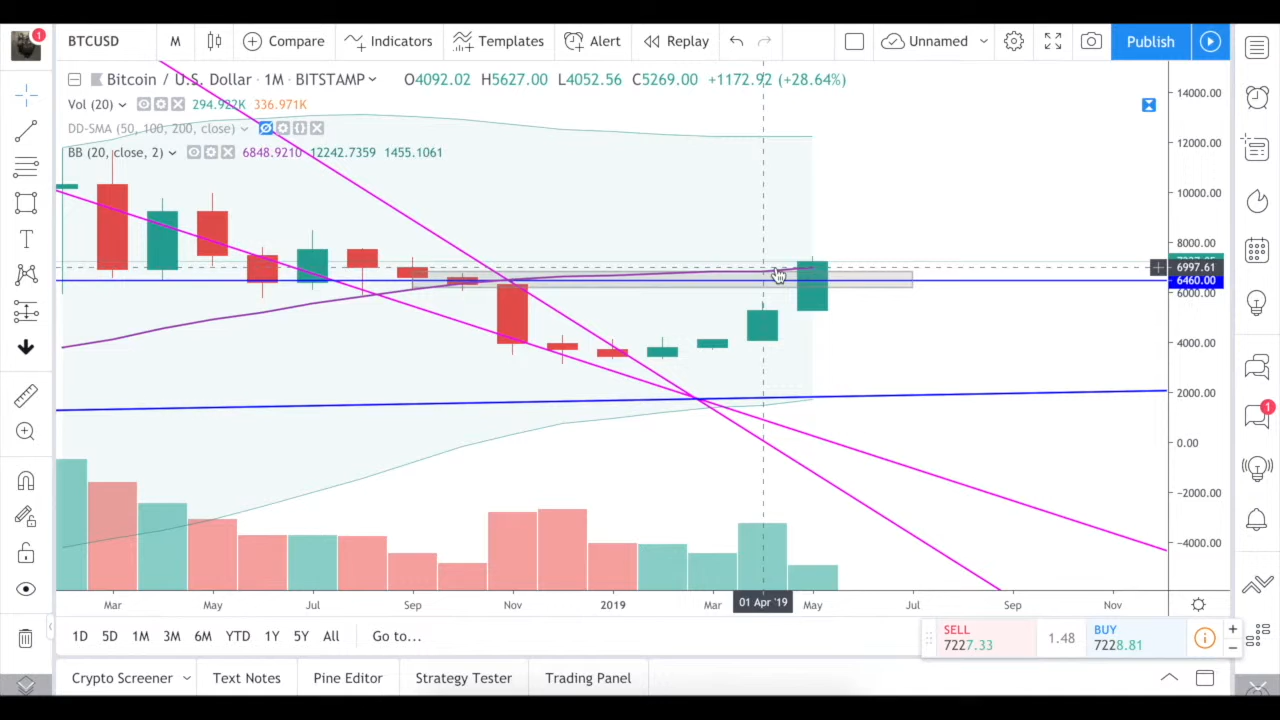 1
BTCUSD M Compare Indicators Templates Alert Replay Unnamed Publish
Bitcoin / U.S. Dollar · 1M · BITSTAMP O4092.02 H5627.00 L4052.56 C5269.00 +1172.92 (+28.64%)
Vol (20) 294.922K 336.971K
DD-SMA (50, 100, 200, close)
BB (20, close, 2) 6848.9210 12242.7359 1455.1061
14000.00
12000.00
10000.00
8000.00
6997.61
6460.00
6000.00
4000.00
2000.00
0.00
−2000.00
−4000.00
1
T
Mar May Jul Sep Nov 2019 Mar 01 Apr '19 May Jul Sep Nov
1D 5D 1M 3M 6M YTD 1Y 5Y All Go to...
SELL 1.48 BUY
7227.33 7228.81
Crypto Screener Text Notes Pine Editor Strategy Tester Trading Panel